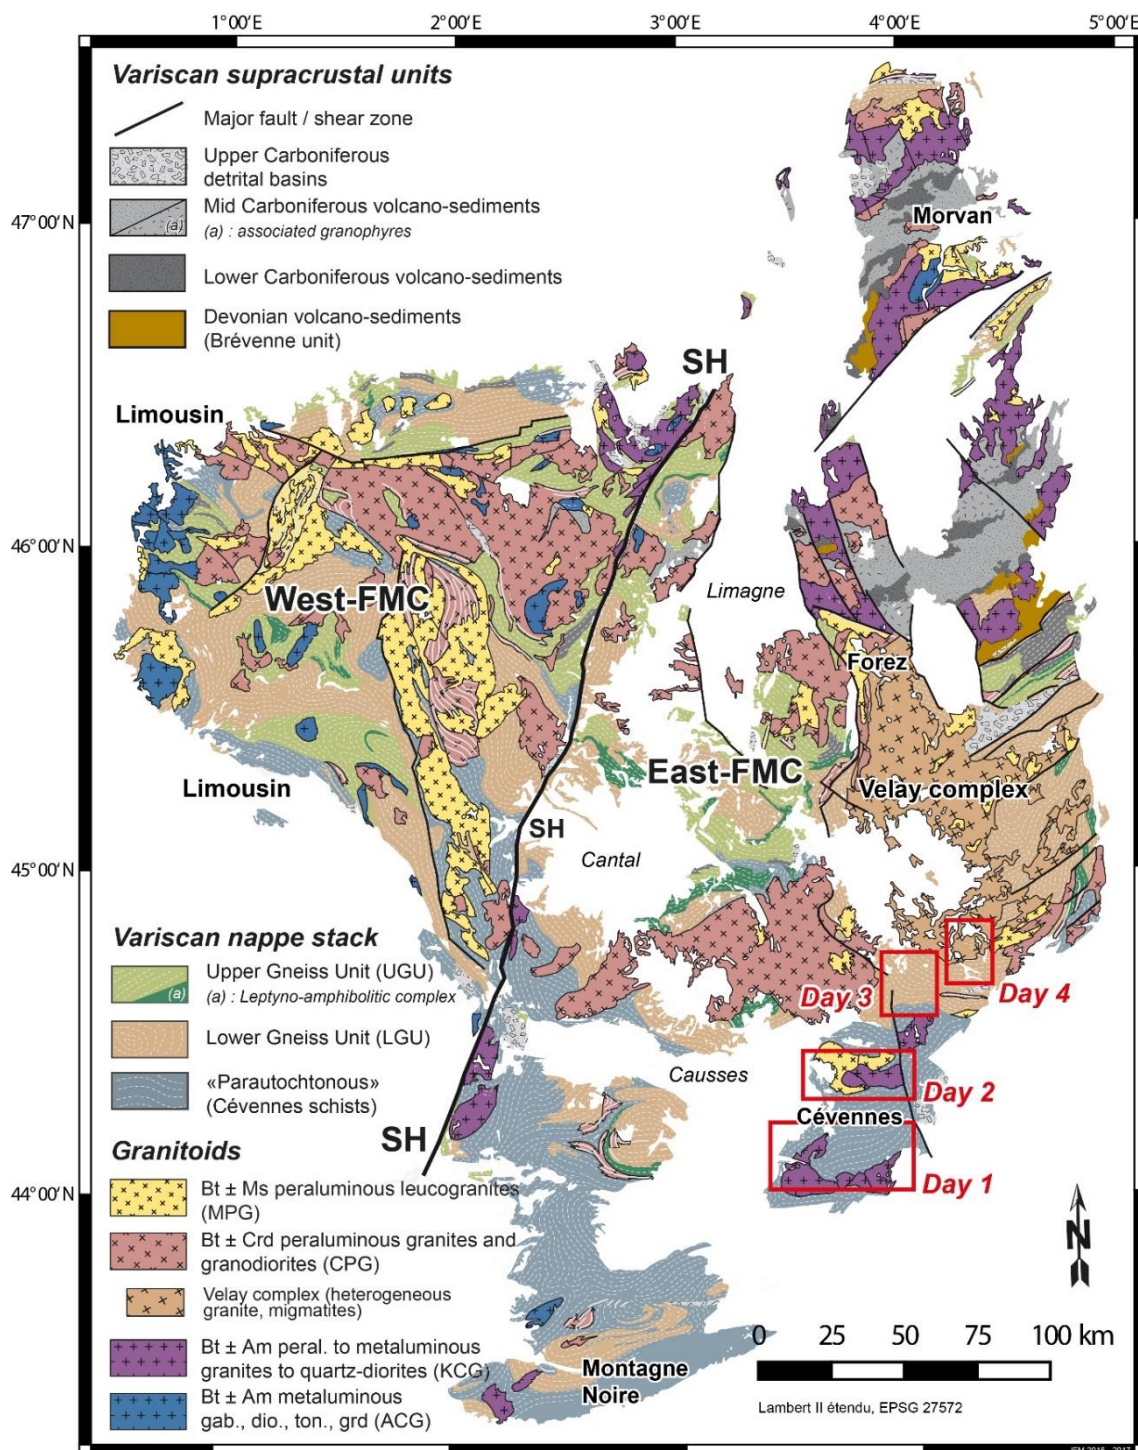 1°00'E 2°00'E 3°00'E 4°00'E 5°00'E
Variscan supracrustal units
Major fault / shear zone
Upper Carboniferous
detrital basins
Mid Carboniferous volcano-sediments
(a) : associated granophyres
(a)
Lower Carboniferous volcano-sediments
Devonian volcano-sediments
(Brévenne unit)
47°00'N
46°00'N
45°00'N
44°00'N
Morvan
SH
Limousin
West-FMC
Limagne
Forez
East-FMC
Velay complex
Limousin
SH
Cantal
Variscan nappe stack
(a)
Upper Gneiss Unit (UGU)
(a) : Leptyno-amphibolitic complex
Lower Gneiss Unit (LGU)
«Parautochtonous»
(Cévennes schists)
Day 3
Day 4
Causses
Day 2
Cévennes
SH
Day 1
Granitoids
Bt ± Ms peraluminous leucogranites
(MPG)
Bt ± Crd peraluminous granites and
granodiorites (CPG)
Velay complex (heterogeneous
granite, migmatites)
Bt ± Am peral. to metaluminous
granites to quartz-diorites (KCG)
Bt ± Am metaluminous
gab., dio., ton., grd (ACG)
Montagne
Noire
N
0 25 50 75 100 km
Lambert II étendu, EPSG 27572